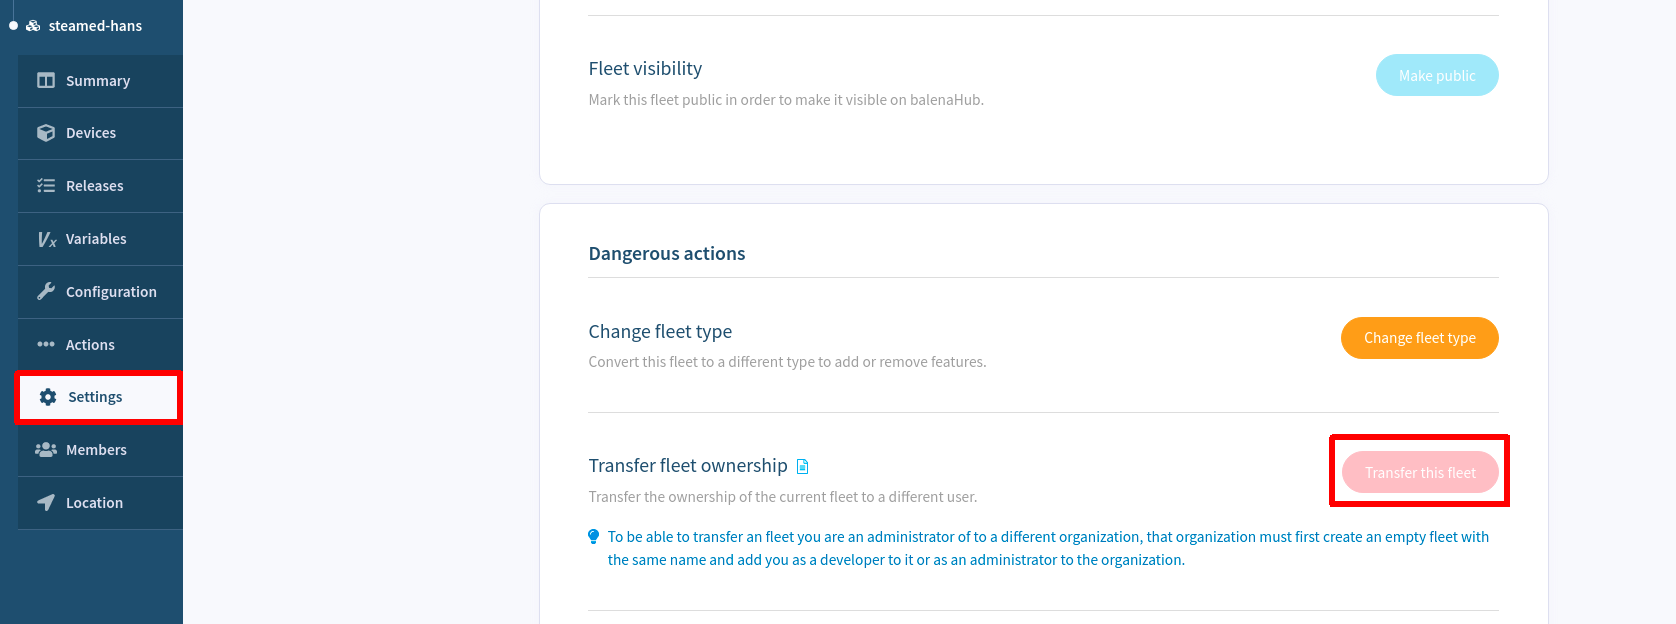 steamed-hans
Summary
Devices
Releases
Variables
Configuration
Actions
Settings
Members
Location
Fleet visibility
Make public
Mark this fleet public in order to make it visible on balenaHub.
Dangerous actions
Change fleet type
Change fleet type
Convert this fleet to a different type to add or remove features.
Transfer fleet ownership
Transfer this fleet
Transfer the ownership of the current fleet to a different user.
To be able to transfer an fleet you are an administrator of to a different organization, that organization must first create an empty fleet with
the same name and add you as a developer to it or as an administrator to the organization.